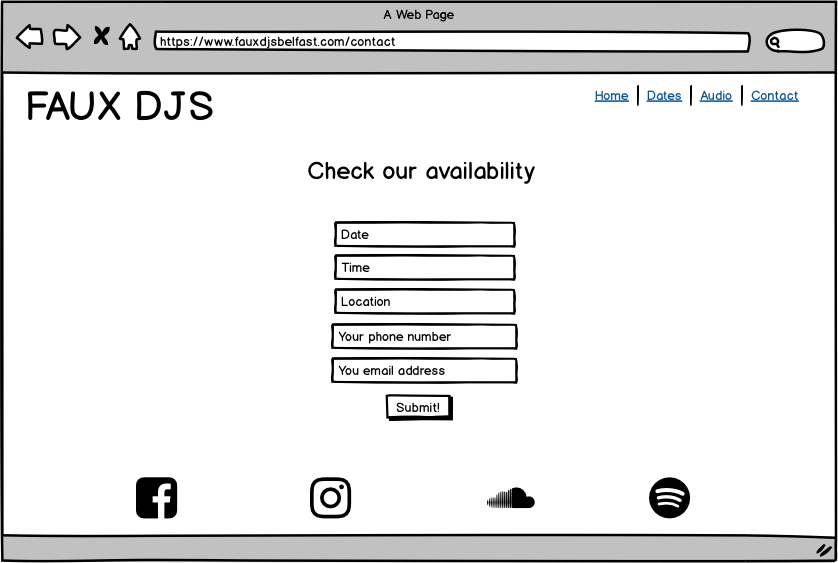 A Web Page
https://www.fauxdjsbelfast.com/contact
FAUX DJS
Home | Dates | Audio | Contact
Check our availability
Date
Time
Location
Your phone number
You email address
Submit!